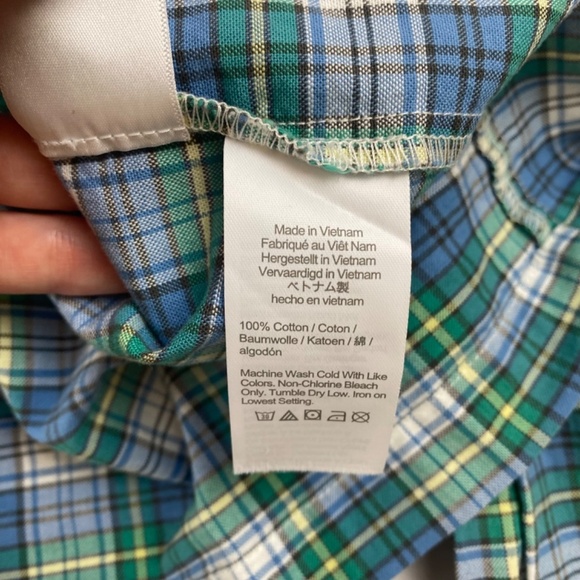 Made in Vietnam
Fabriqué au Viêt Nam
Hergestellt in Vietnam
Vervaardigd in Vietnam
ベトナム製
hecho en vietnam
100% Cotton / Coton /
Baumwolle / Katoen / 綿 /
algodón
Machine Wash Cold With Like
Colors. Non-Chlorine Bleach
Only. Tumble Dry Low. Iron on
Lowest Setting.